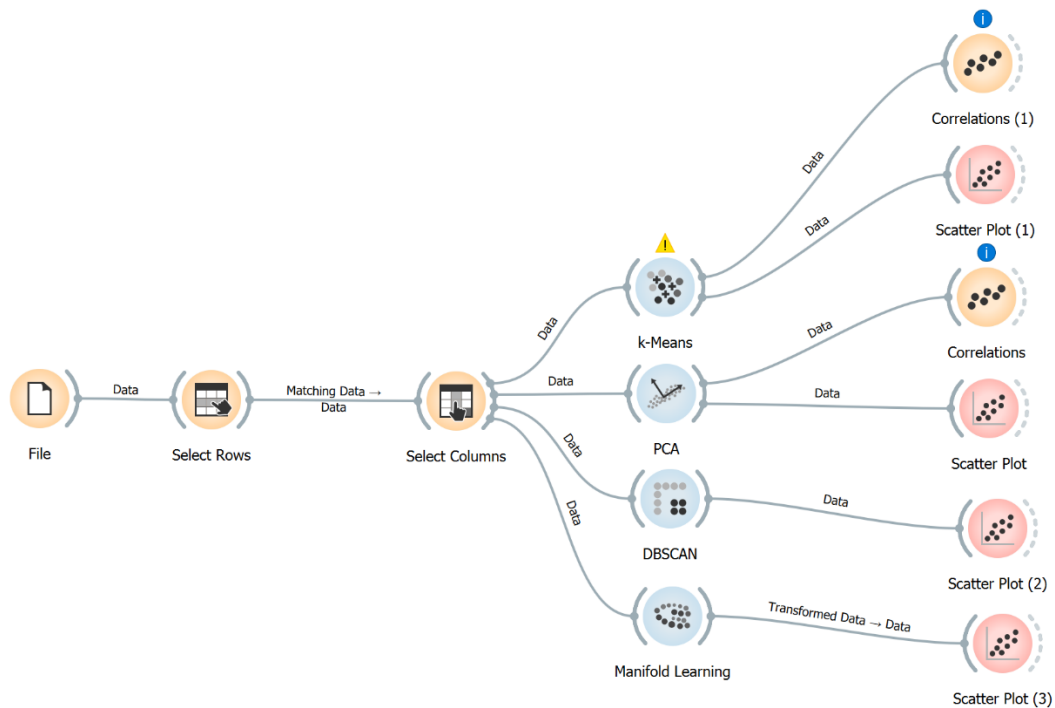 Correlations (1)
Data
Scatter Plot (1)
Data
k-Means
Data
Correlations
Data
File
Data
Select Rows
Matching Data →
Data
Select Columns
Data
PCA
Data
Scatter Plot
Data
DBSCAN
Data
Scatter Plot (2)
Data
Manifold Learning
Transformed Data → Data
Scatter Plot (3)